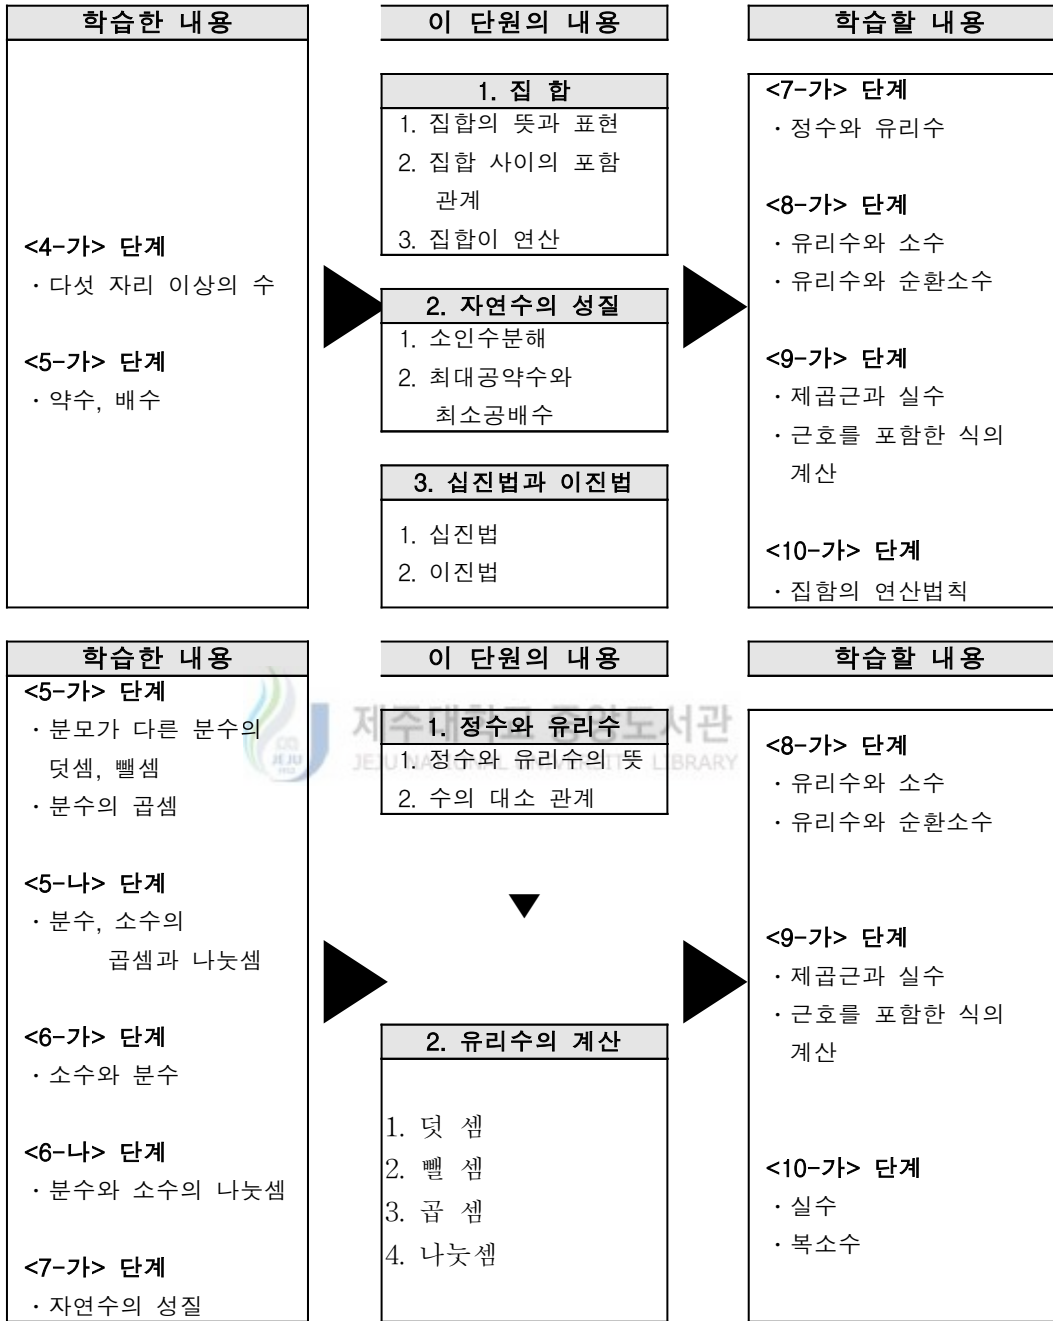 학습한 내용
<4-가> 단계
· 다섯 자리 이상의 수
<5-가> 단계
· 약수, 배수
이 단원의 내용
1. 집 합
1. 집합의 뜻과 표현
2. 집합 사이의 포함
관계
3. 집합이 연산
2. 자연수의 성질
1. 소인수분해
2. 최대공약수와
최소공배수
3. 십진법과 이진법
1. 십진법
2. 이진법
학습할 내용
<7-가> 단계
· 정수와 유리수
<8-가> 단계
· 유리수와 소수
· 유리수와 순환소수
<9-가> 단계
· 제곱근과 실수
· 근호를 포함한 식의
계산
<10-가> 단계
· 집합의 연산법칙
학습한 내용
<5-가> 단계
· 분모가 다른 분수의
덧셈, 뺄셈
· 분수의 곱셈
<5-나> 단계
· 분수, 소수의
곱셈과 나눗셈
<6-가> 단계
· 소수와 분수
<6-나> 단계
· 분수와 소수의 나눗셈
<7-가> 단계
· 자연수의 성질
이 단원의 내용
제주대학교 중앙도서관
JEJU NATIONAL UNIVERSITY LIBRARY
1. 정수와 유리수
1. 정수와 유리수의 뜻
2. 수의 대소 관계
2. 유리수의 계산
1. 덧 셈
2. 뺄 셈
3. 곱 셈
4. 나눗셈
학습할 내용
<8-가> 단계
· 유리수와 소수
· 유리수와 순환소수
<9-가> 단계
· 제곱근과 실수
· 근호를 포함한 식의
계산
<10-가> 단계
· 실수
· 복소수